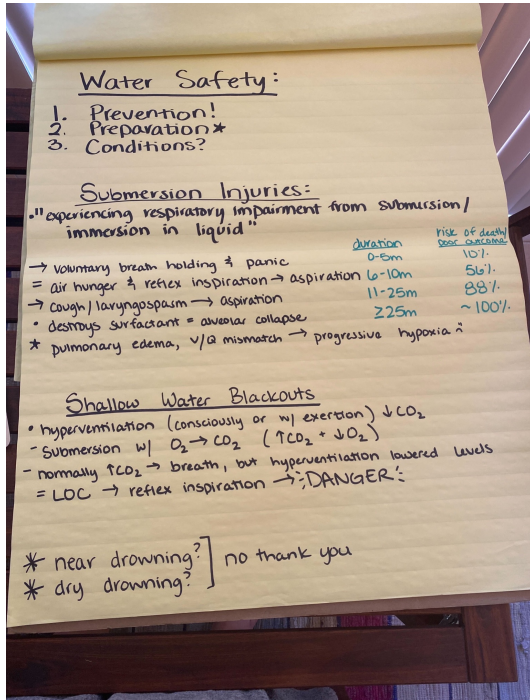 Water Safety:
1. Prevention!
2. Preparation*
3. Conditions?
Submersion Injuries:
• "experiencing respiratory impairment from submersion/
immersion in liquid"
→ voluntary breath holding & panic
= air hunger & reflex inspiration → aspiration
→ cough/laryngospasm → aspiration
• destroys surfactant = alveolar collapse
* pulmonary edema, V/Q mismatch → progressive hypoxia
duration risk of death/
poor outcome
0-5m 10%
6-10m 56%
11-25m 88%
≥25m ~100%
Shallow Water Blackouts
• hyperventilation (consciously or w/ exertion) ↓CO₂
- Submersion w/ O₂ → CO₂ (↑CO₂ + ↓O₂)
- normally ↑CO₂ → breath, but hyperventilation lowered levels
= LOC → reflex inspiration → DANGER
* near drowning? ] no thank you
* dry drowning?